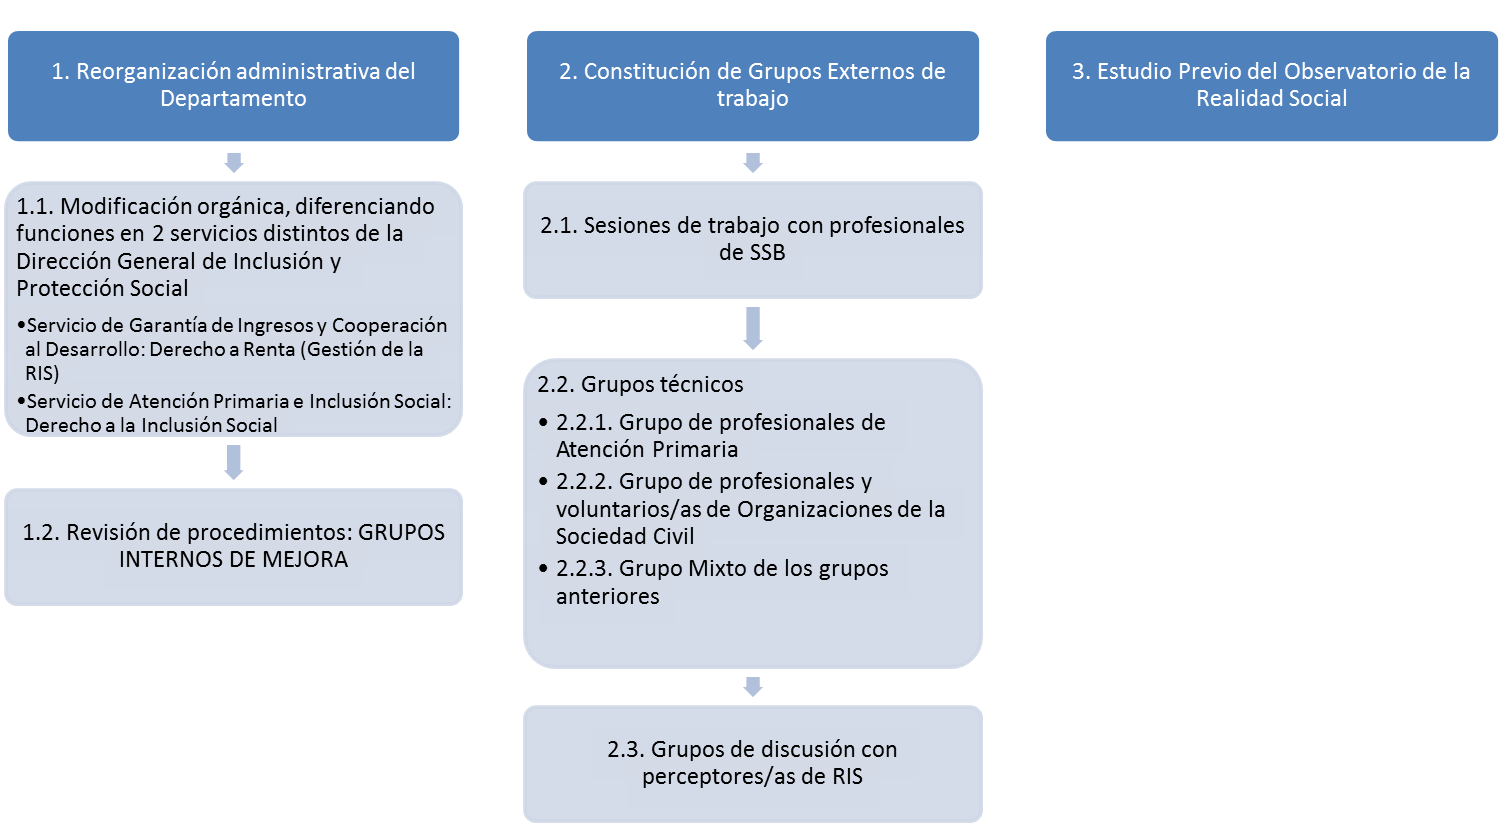 1. Reorganización administrativa del
Departamento
1.1. Modificación orgánica, diferenciando
funciones en 2 servicios distintos de la
Dirección General de Inclusión y
Protección Social
•Servicio de Garantía de Ingresos y Cooperación
al Desarrollo: Derecho a Renta (Gestión de la
RIS)
•Servicio de Atención Primaria e Inclusión Social:
Derecho a la Inclusión Social
1.2. Revisión de procedimientos: GRUPOS
INTERNOS DE MEJORA
2. Constitución de Grupos Externos de
trabajo
2.1. Sesiones de trabajo con profesionales
de SSB
2.2. Grupos técnicos
• 2.2.1. Grupo de profesionales de
Atención Primaria
• 2.2.2. Grupo de profesionales y
voluntarios/as de Organizaciones de la
Sociedad Civil
• 2.2.3. Grupo Mixto de los grupos
anteriores
2.3. Grupos de discusión con
perceptores/as de RIS
3. Estudio Previo del Observatorio de la
Realidad Social